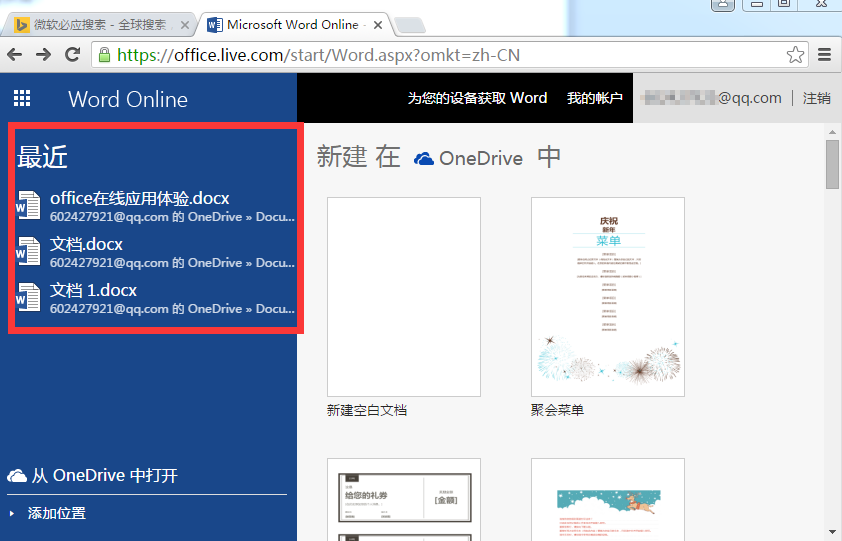 微软必应搜索 - 全球搜索
Microsoft Word Online -
https://office.live.com/start/Word.aspx?omkt=zh-CN
Word Online
为您的设备获取 Word
我的帐户
@qq.com
注销
最近
office在线应用体验.docx
602427921@qq.com 的 OneDrive » Docu...
文档.docx
602427921@qq.com 的 OneDrive » Docu...
文档 1.docx
602427921@qq.com 的 OneDrive » Docu...
从 OneDrive 中打开
添加位置
新建 在 OneDrive 中
庆祝
新年
菜单
新建空白文档
聚会菜单
给您的礼券
[金额]